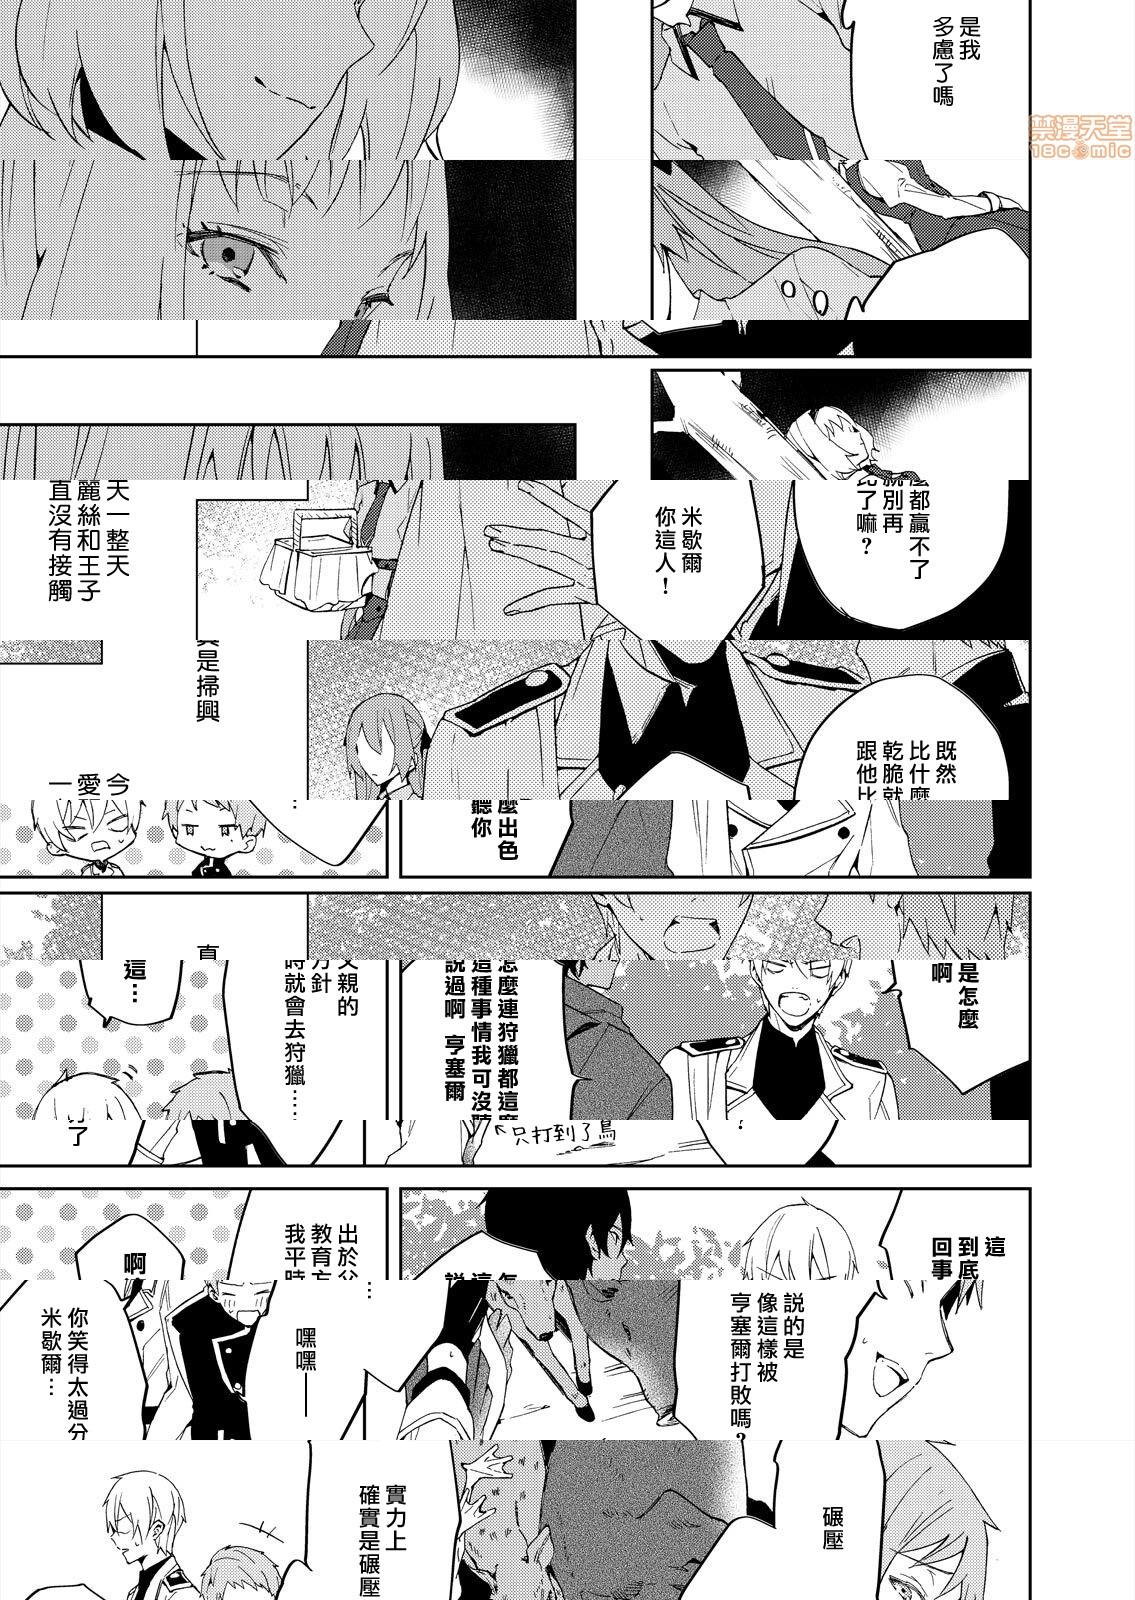 碾壓
實力上
確實是碾壓
說的是
像這樣被
亨塞爾打敗嗎?
嘿嘿——
你笑得太過分了
米歇爾…
只打到了鳥
這
到底是怎麼
回事啊
怎麼連狩獵都這麼出色
這種事情我可沒聽你
說過啊 亨塞爾
出於父親的
教育方針
我平時就會去狩獵……
啊
這…
既然
比什麼都贏不了
乾脆就別再
跟他比了嘛?
米歇爾
你這人!
真是掃興
今天一整天
愛麗絲和王子
一直沒有接觸
是我
多慮了嗎
禁漫天堂
18comic